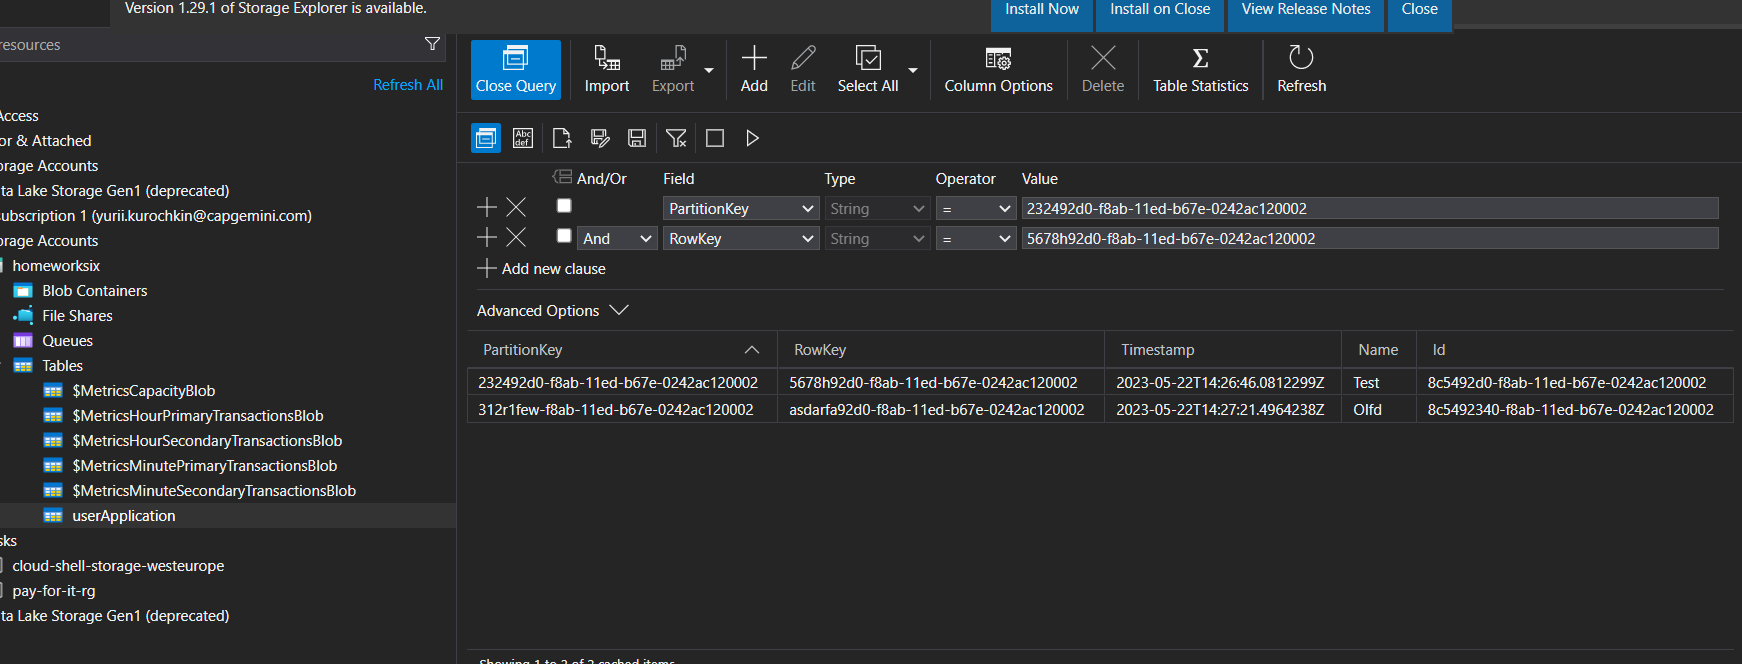 Version 1.29.1 of Storage Explorer is available.
Install Now
Install on Close
View Release Notes
Close
resources
Refresh All
Access
or & Attached
orage Accounts
ta Lake Storage Gen1 (deprecated)
subscription 1 (yurii.kurochkin@capgemini.com)
orage Accounts
homeworksix
Blob Containers
File Shares
Queues
Tables
$MetricsCapacityBlob
$MetricsHourPrimaryTransactionsBlob
$MetricsHourSecondaryTransactionsBlob
$MetricsMinutePrimaryTransactionsBlob
$MetricsMinuteSecondaryTransactionsBlob
userApplication
sks
cloud-shell-storage-westeurope
pay-for-it-rg
ta Lake Storage Gen1 (deprecated)
Close Query
Import
Export
Add
Edit
Select All
Column Options
Delete
Σ
Table Statistics
Refresh
Abc
def
And/Or Field Type Operator Value
PartitionKey String = 232492d0-f8ab-11ed-b67e-0242ac120002
And RowKey String = 5678h92d0-f8ab-11ed-b67e-0242ac120002
Add new clause
Advanced Options
PartitionKey RowKey Timestamp Name Id
232492d0-f8ab-11ed-b67e-0242ac120002 5678h92d0-f8ab-11ed-b67e-0242ac120002 2023-05-22T14:26:46.0812299Z Test 8c5492d0-f8ab-11ed-b67e-0242ac120002
312r1few-f8ab-11ed-b67e-0242ac120002 asdarfa92d0-f8ab-11ed-b67e-0242ac120002 2023-05-22T14:27:21.4964238Z Olfd 8c5492340-f8ab-11ed-b67e-0242ac120002
Showing 1 to 2 of 2 cached items